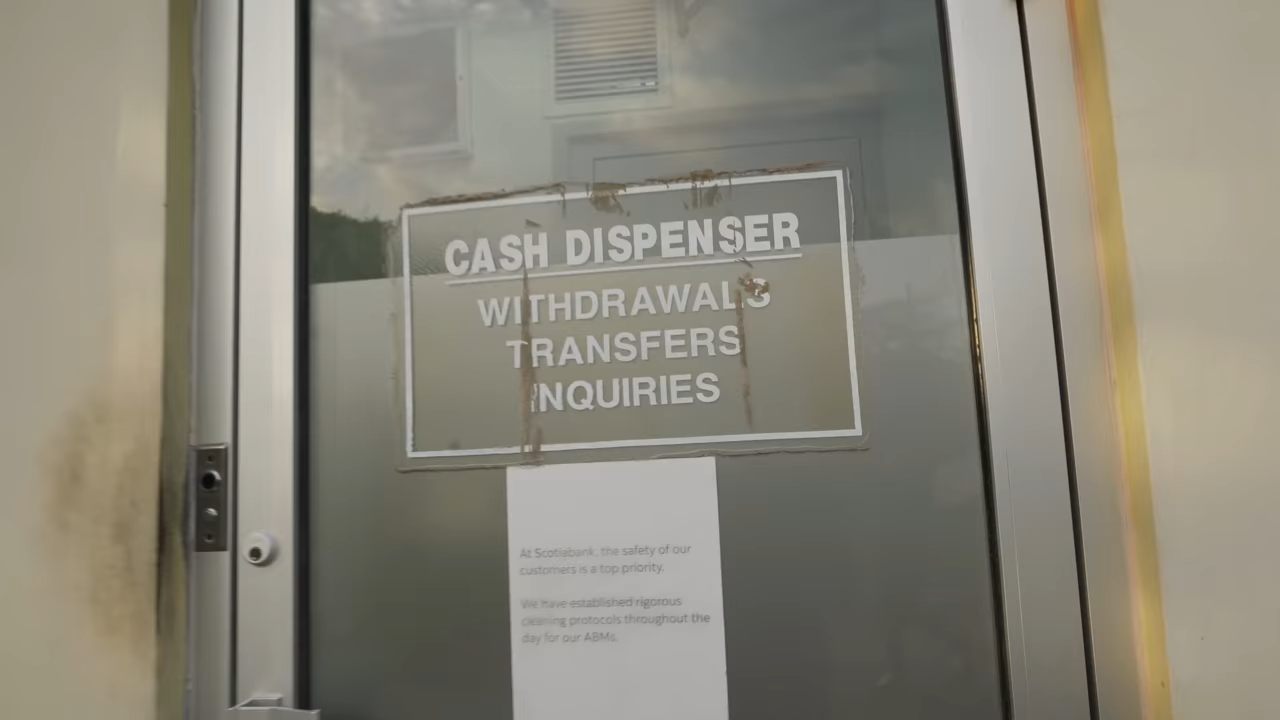 CASH DISPENSER
WITHDRAWALS
TRANSFERS
INQUIRIES
At Scotiabank, the safety of our
customers is a top priority.
We have established rigorous
cleaning protocols throughout the
day for our ABMs.